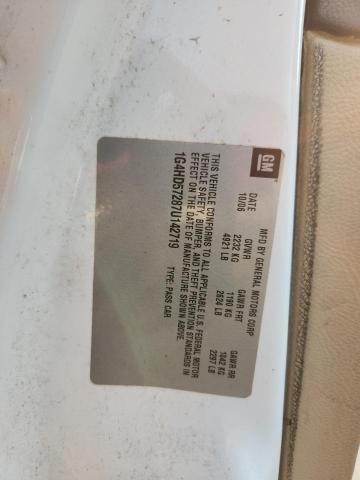 GM
MFD BY GENERAL MOTORS CORP
DATE GVWR GAWR FRT GAWR RR
10/06 2232 KG 1190 KG 1042 KG
4921 LB 2624 LB 2297 LB
THIS VEHICLE CONFORMS TO ALL APPLICABLE U.S. FEDERAL MOTOR
VEHICLE SAFETY, BUMPER, AND THEFT PREVENTION STANDARDS IN
EFFECT ON THE DATE OF MANUFACTURE SHOWN ABOVE.
1G4HD57287U142719 TYPE: PASS CAR